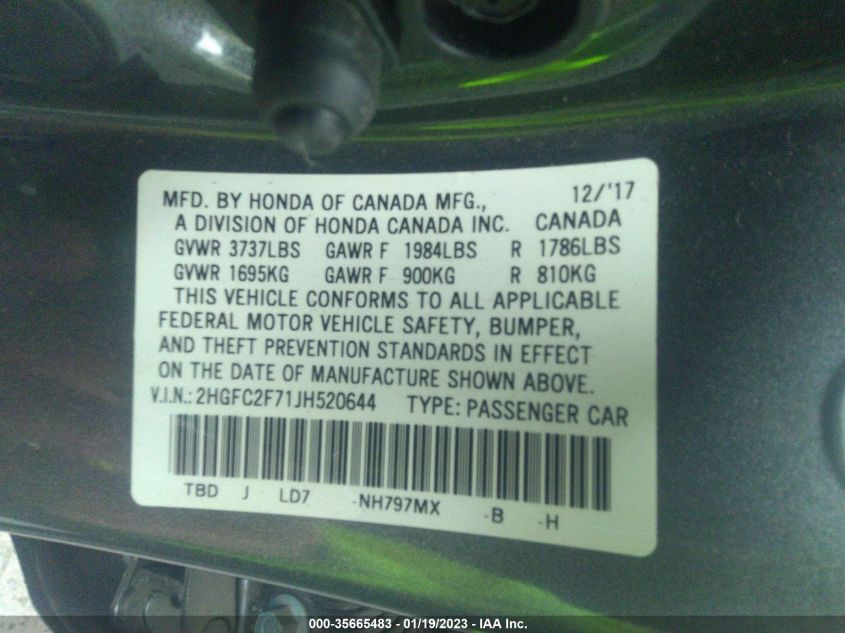 MFD. BY HONDA OF CANADA MFG., 12/'17
A DIVISION OF HONDA CANADA INC. CANADA
GVWR 3737LBS GAWR F 1984LBS R 1786LBS
GVWR 1695KG GAWR F 900KG R 810KG
THIS VEHICLE CONFORMS TO ALL APPLICABLE
FEDERAL MOTOR VEHICLE SAFETY, BUMPER,
AND THEFT PREVENTION STANDARDS IN EFFECT
ON THE DATE OF MANUFACTURE SHOWN ABOVE.
V.I.N.: 2HGFC2F71JH520644 TYPE: PASSENGER CAR
TBD J LD7 -NH797MX -B -H
000-35665483 - 01/19/2023 - IAA Inc.